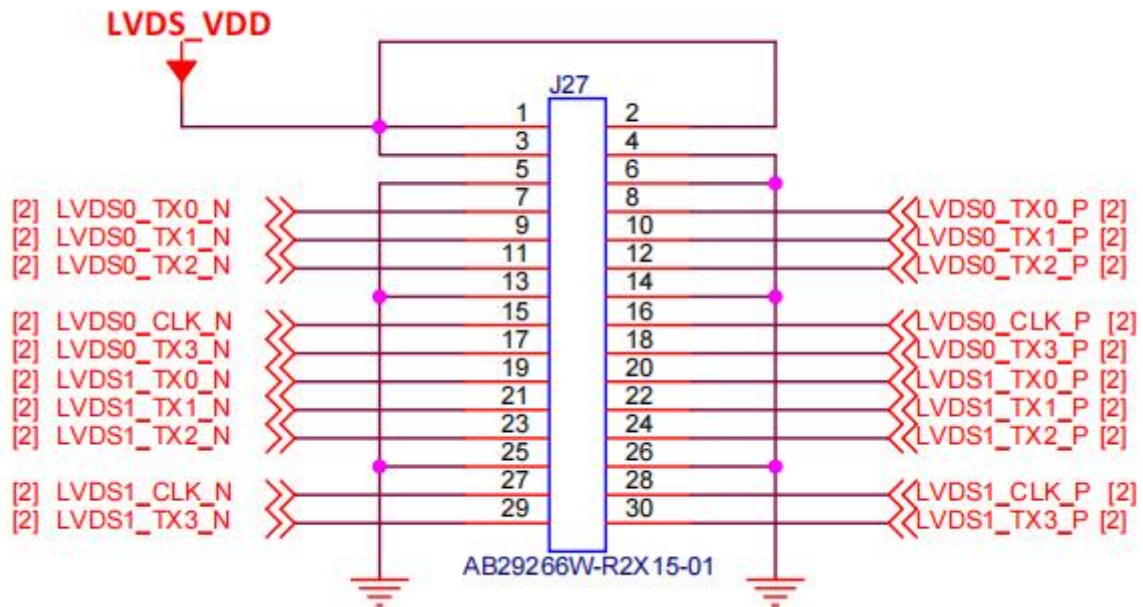 LVDS_VDD
J27
1 2
3 4
5 6
[2] LVDS0_TX0_N 7 8 LVDS0_TX0_P [2]
[2] LVDS0_TX1_N 9 10 LVDS0_TX1_P [2]
[2] LVDS0_TX2_N 11 12 LVDS0_TX2_P [2]
13 14
[2] LVDS0_CLK_N 15 16 LVDS0_CLK_P [2]
[2] LVDS0_TX3_N 17 18 LVDS0_TX3_P [2]
[2] LVDS1_TX0_N 19 20 LVDS1_TX0_P [2]
[2] LVDS1_TX1_N 21 22 LVDS1_TX1_P [2]
[2] LVDS1_TX2_N 23 24 LVDS1_TX2_P [2]
25 26
[2] LVDS1_CLK_N 27 28 LVDS1_CLK_P [2]
[2] LVDS1_TX3_N 29 30 LVDS1_TX3_P [2]
AB29266W-R2X15-01